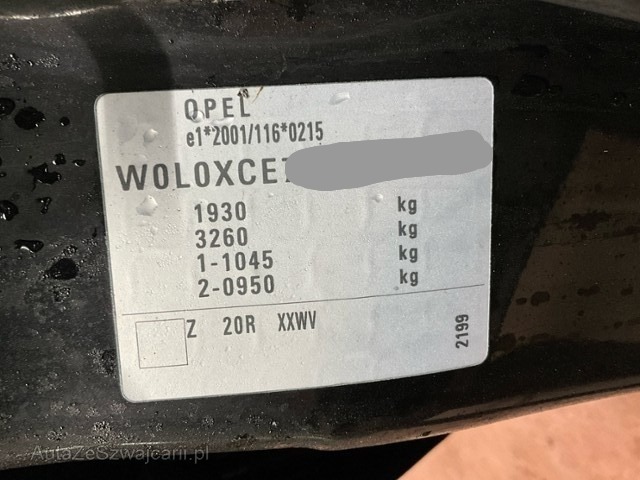 OPEL
e1*2001/116*0215
W0L0XCE
1930 kg
3260 kg
1-1045 kg
2-0950 kg
Z 20R XXWV
2199
AutaZeSzwajcarii.pl